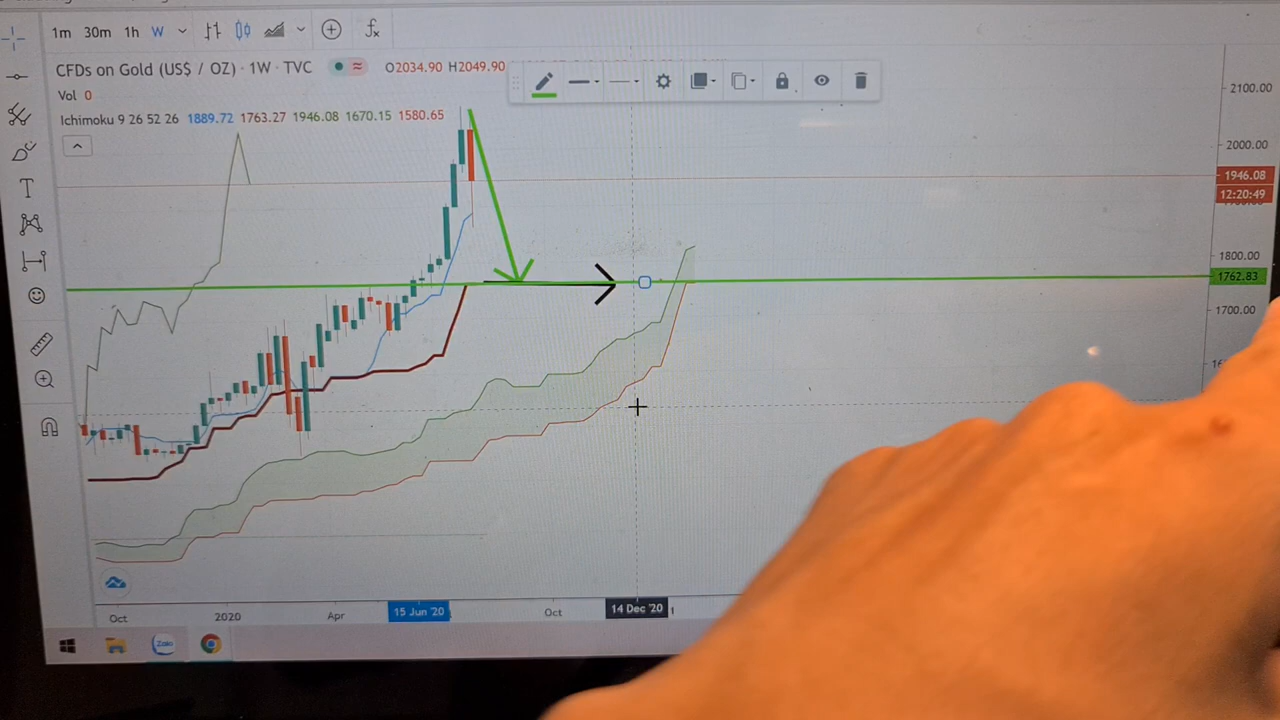 1m 30m 1h W
CFDs on Gold (US$ / OZ) · 1W · TVC O2034.90 H2049.90
Vol 0
Ichimoku 9 26 52 26 1889.72 1763.27 1946.08 1670.15 1580.65
T
2100.00
2000.00
1946.08
12:20:49
1800.00
1762.83
1700.00
Oct 2020 Apr 15 Jun '20 Oct 14 Dec '20
Zalo